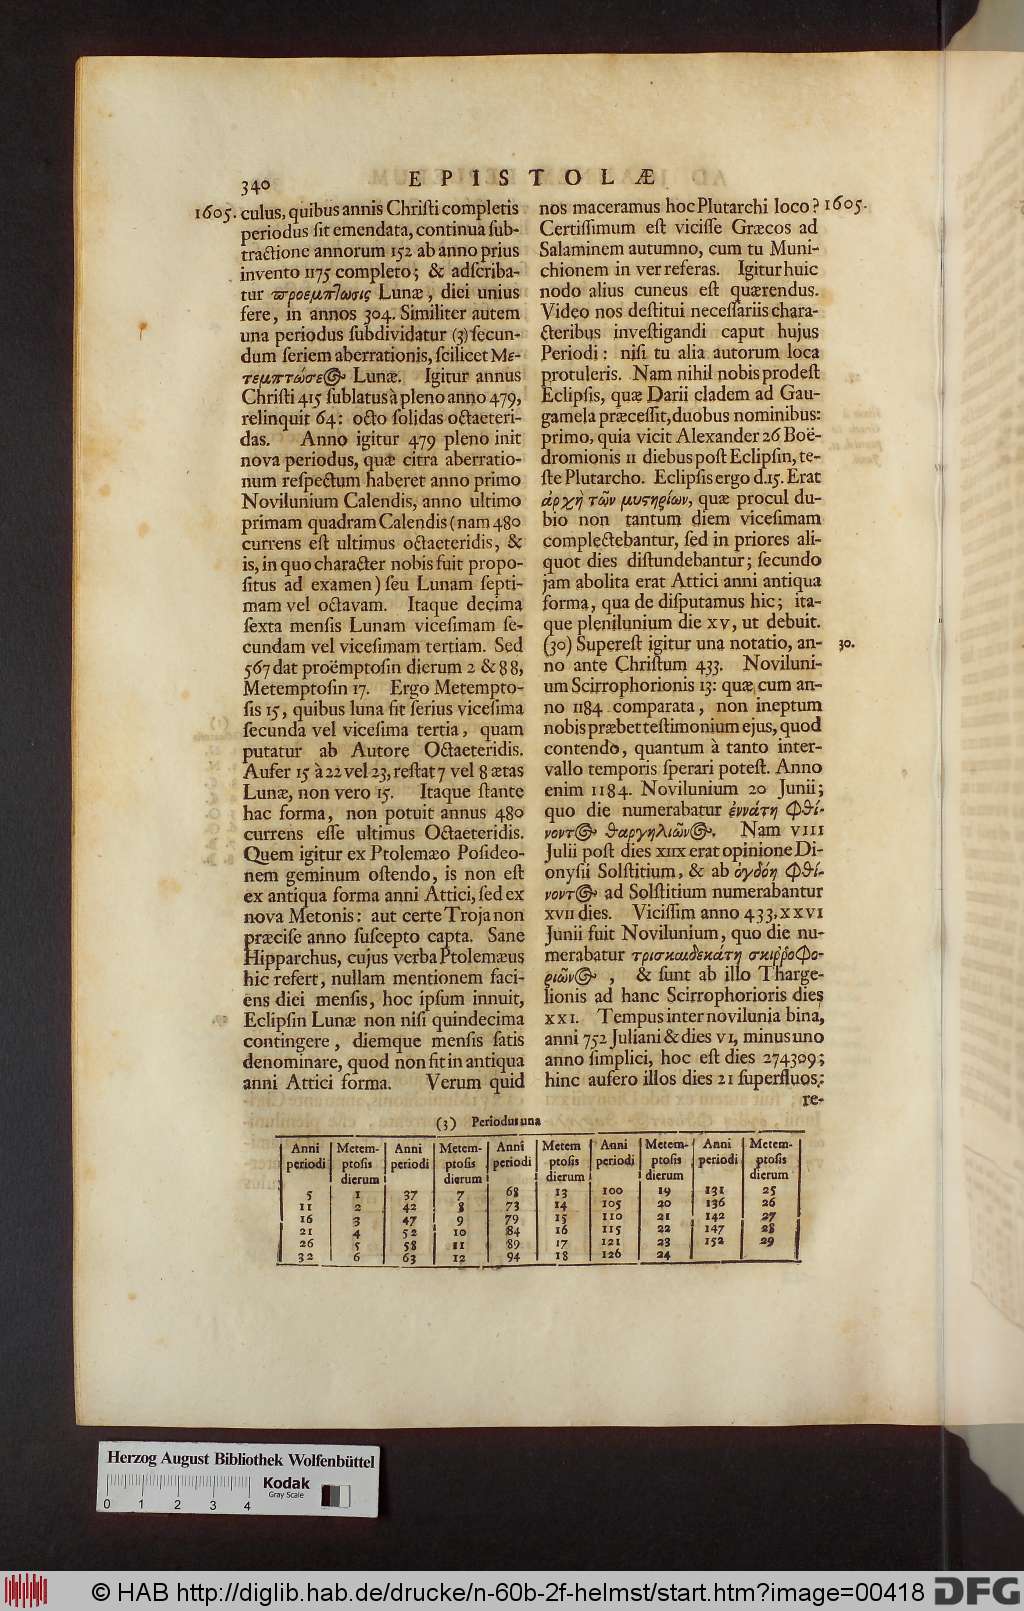 340
EPISTOLÆ
1605.
culus, quibus annis Chriſti completis
periodus ſit emendata, continua ſub-
tractione annorum 152 ab anno prius
invento 1175 completo; & adſcriba-
tur προεμπτωσις Lunæ, diei unius
fere, in annos 304. Similiter autem
una periodus ſubdividatur (3) ſecun-
dum ſeriem aberrationis, ſcilicet Με-
τεμπτώσεος Lunæ. Igitur annus
Chriſti 415 ſublatus à pleno anno 479,
relinquit 64: octo ſolidas octaeteri-
das. Anno igitur 479 pleno init
nova periodus, quæ citra aberratio-
num reſpectum haberet anno primo
Novilunium Calendis, anno ultimo
primam quadram Calendis (nam 480
currens eſt ultimus octaeteridis, &
is, in quo character nobis fuit propo-
ſitus ad examen) ſeu Lunam ſepti-
mam vel octavam. Itaque decima
ſexta menſis Lunam viceſimam ſe-
cundam vel viceſimam tertiam. Sed
567 dat proëmptoſin dierum 2 & 88,
Metemptoſin 17. Ergo Metempto-
ſis 15, quibus luna fit ſerius viceſima
ſecunda vel viceſima tertia, quam
putatur ab Autore Octaeteridis.
Aufer 15 à 22 vel 23, reſtat 7 vel 8 ætas
Lunæ, non vero 15. Itaque ſtante
hac forma, non potuit annus 480
currens eſſe ultimus Octaeteridis.
Quem igitur ex Ptolemæo Poſideo-
nem geminum oſtendo, is non eſt
ex antiqua forma anni Attici, ſed ex
nova Metonis: aut certe Troja non
præciſe anno ſuſcepto capta. Sane
Hipparchus, cujus verba Ptolemæus
hic refert, nullam mentionem faci-
ens diei menſis, hoc ipſum innuit,
Eclipſin Lunæ non niſi quindecima
contingere, diemque menſis ſatis
denominare, quod non fit in antiqua
anni Attici forma. Verum quid
nos maceramus hoc Plutarchi loco?
1605.
Certiſſimum eſt viciſſe Græcos ad
Salaminem autumno, cum tu Muni-
chionem in ver referas. Igitur huic
nodo alius cuneus eſt quærendus.
Video nos deſtitui neceſſariis chara-
cteribus inveſtigandi caput hujus
Periodi: niſi tu alia autorum loca
protuleris. Nam nihil nobis prodeſt
Eclipſis, quæ Darii cladem ad Gau-
gamela præceſſit, duobus nominibus:
primo, quia vicit Alexander 26 Boë-
dromionis 11 diebus poſt Eclipſin, te-
ſte Plutarcho. Eclipſis ergo d. 15. Erat
ἀρχὴ τῶν μυςηρίων, quæ procul du-
bio non tantum diem viceſimam
complectebantur, ſed in priores ali-
quot dies diſtundebantur; ſecundo
jam abolita erat Attici anni antiqua
forma, qua de diſputamus hic; ita-
que plenilunium die XV, ut debuit.
(30) Supereſt igitur una notatio, an-
30.
no ante Chriſtum 433. Noviluni-
um Scirrophorionis 13: quæ cum an-
no 1184 comparata, non ineptum
nobis præbet teſtimonium ejus, quod
contendo, quantum à tanto inter-
vallo temporis ſperari poteſt. Anno
enim 1184. Novilunium 20 Junii;
quo die numerabatur ἐννάτη φθί-
νοντος θαργηλιῶνος. Nam VIII
Julii poſt dies XIIX erat opinione Di-
onyſii Solſtitium, & ab ὀγδόη φθί-
νοντος ad Solſtitium numerabantur
XVII dies. Viciſſim anno 433, XXVI
Junii fuit Novilunium, quo die nu-
merabatur τρισκαιδεκάτη σκιῤῥοφο-
ριῶνος, & ſunt ab illo Tharge-
lionis ad hanc Scirrophorioris dies
XXI. Tempus inter novilunia bina,
anni 752 Juliani & dies VI, minus uno
anno ſimplici, hoc eſt dies 274309;
hinc aufero illos dies 21 ſuperfluos;
re-
(3) Periodus una
Anni periodi | Metem-ptoſis dierum | Anni periodi | Metem-ptoſis dierum | Anni periodi | Metem ptoſis dierum | Anni periodi | Metem-ptoſis dierum | Anni periodi | Metem-ptoſis dierum
5 1 37 7 68 13 100 19 131 25
11 2 42 8 73 14 105 20 136 26
16 3 47 9 79 15 110 21 142 27
21 4 52 10 84 16 115 22 147 28
26 5 58 11 89 17 121 23 152 29
32 6 63 12 94 18 126 24
Herzog August Bibliothek Wolfenbüttel
Kodak
Gray Scale
0 1 2 3 4
© HAB http://diglib.hab.de/drucke/n-60b-2f-helmst/start.htm?image=00418
DFG